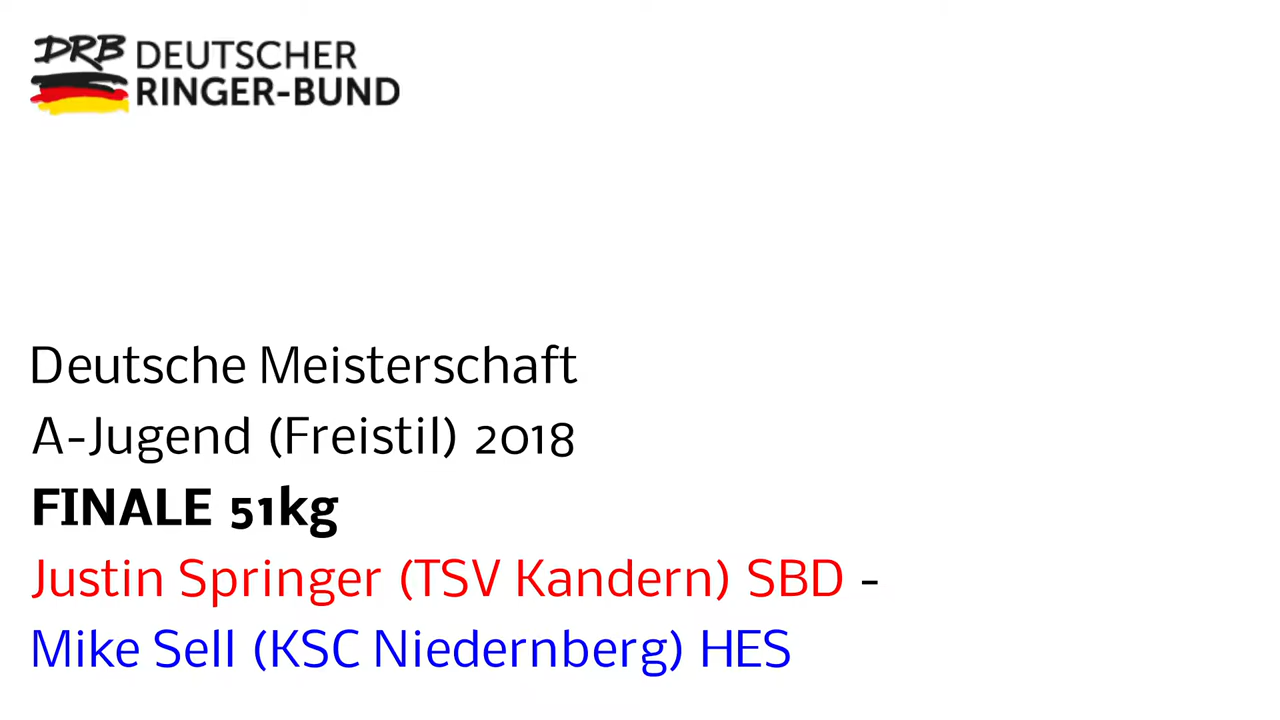 DRB DEUTSCHER
RINGER-BUND
Deutsche Meisterschaft
A-Jugend (Freistil) 2018
FINALE 51kg
Justin Springer (TSV Kandern) SBD -
Mike Sell (KSC Niedernberg) HES